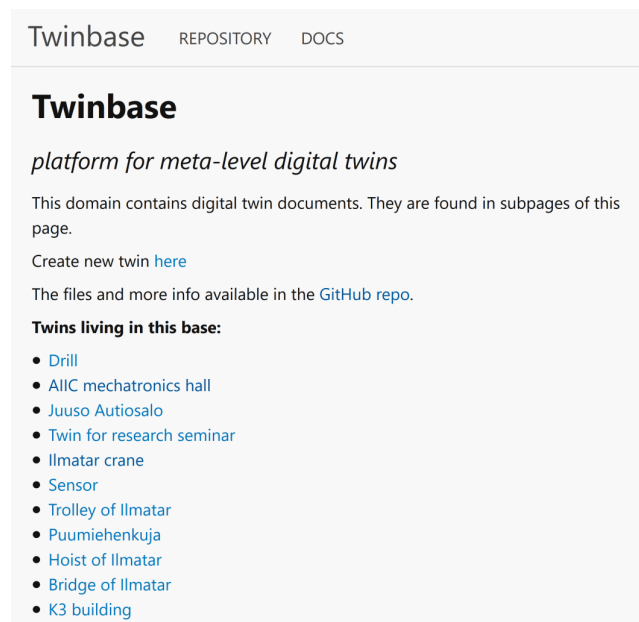 Twinbase REPOSITORY DOCS
Twinbase
platform for meta-level digital twins
This domain contains digital twin documents. They are found in subpages of this
page.
Create new twin here
The files and more info available in the GitHub repo.
Twins living in this base:
• Drill
• AIIC mechatronics hall
• Juuso Autiosalo
• Twin for research seminar
• Ilmatar crane
• Sensor
• Trolley of Ilmatar
• Puumiehenkuja
• Hoist of Ilmatar
• Bridge of Ilmatar
• K3 building